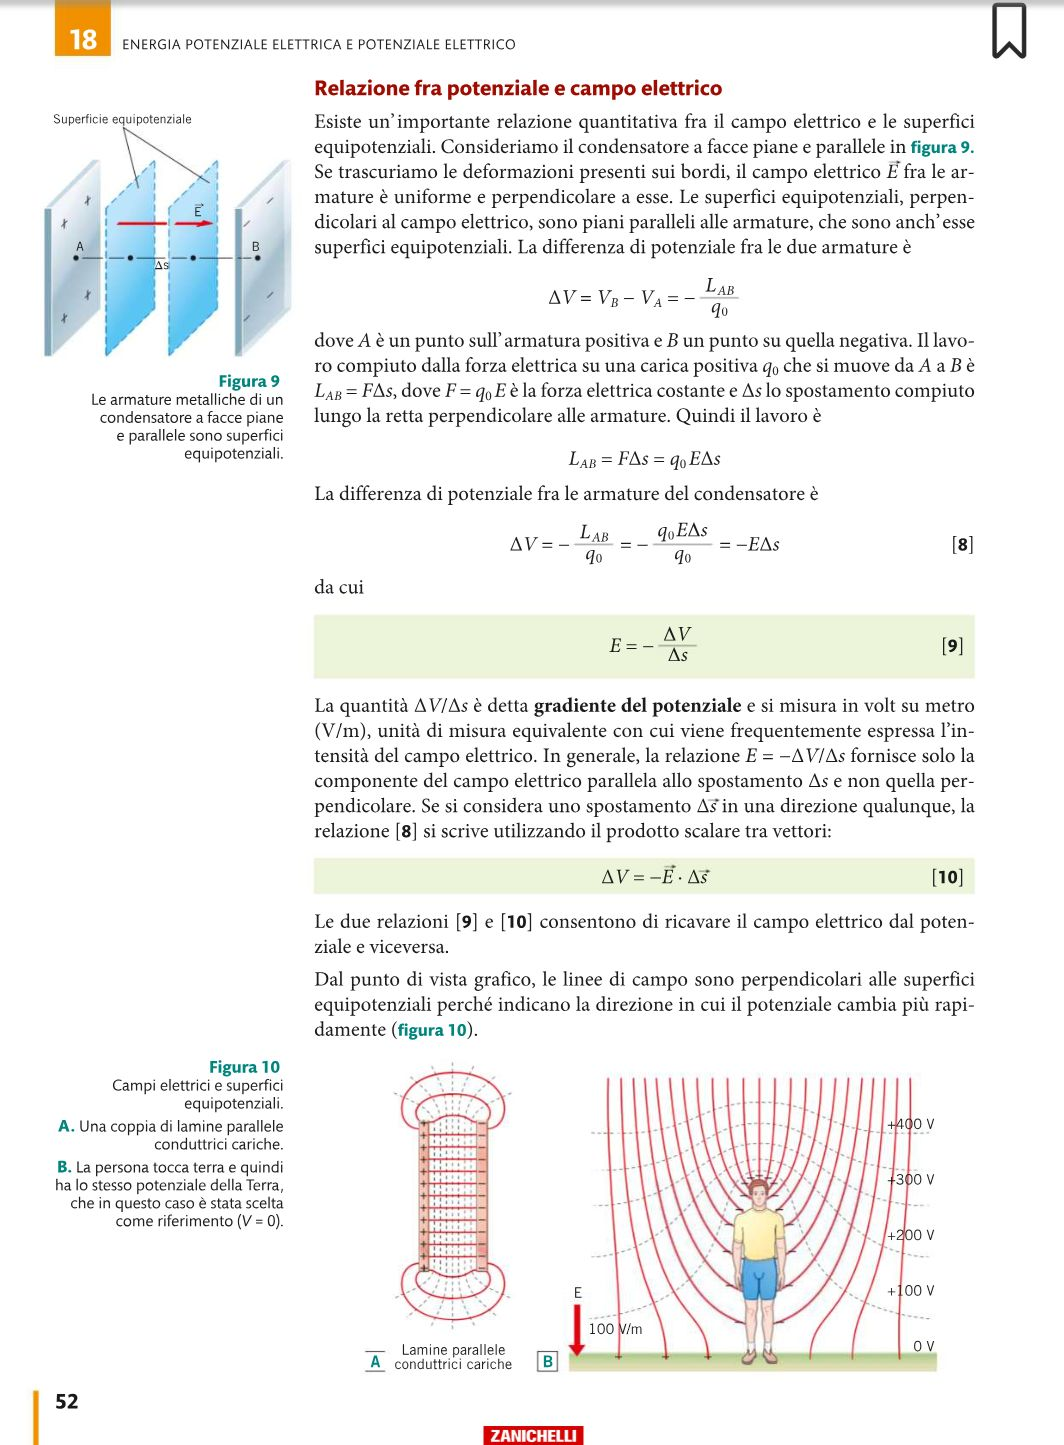 18
ENERGIA POTENZIALE ELETTRICA E POTENZIALE ELETTRICO
Relazione fra potenziale e campo elettrico
Esiste un'importante relazione quantitativa fra il campo elettrico e le superfici
equipotenziali. Consideriamo il condensatore a facce piane e parallele in figura 9.
Se trascuriamo le deformazioni presenti sui bordi, il campo elettrico E⃗ fra le ar-
mature è uniforme e perpendicolare a esse. Le superfici equipotenziali, perpen-
dicolari al campo elettrico, sono piani paralleli alle armature, che sono anch'esse
superfici equipotenziali. La differenza di potenziale fra le due armature è
ΔV = V_B − V_A = − L_AB / q_0
dove A è un punto sull'armatura positiva e B un punto su quella negativa. Il lavo-
ro compiuto dalla forza elettrica su una carica positiva q_0 che si muove da A a B è
L_AB = FΔs, dove F = q_0 E è la forza elettrica costante e Δs lo spostamento compiuto
lungo la retta perpendicolare alle armature. Quindi il lavoro è
L_AB = FΔs = q_0 EΔs
La differenza di potenziale fra le armature del condensatore è
ΔV = − L_AB / q_0 = − q_0 EΔs / q_0 = −EΔs [8]
da cui
E = − ΔV / Δs [9]
La quantità ΔV/Δs è detta gradiente del potenziale e si misura in volt su metro
(V/m), unità di misura equivalente con cui viene frequentemente espressa l'in-
tensità del campo elettrico. In generale, la relazione E = −ΔV/Δs fornisce solo la
componente del campo elettrico parallela allo spostamento Δs e non quella per-
pendicolare. Se si considera uno spostamento Δs⃗ in una direzione qualunque, la
relazione [8] si scrive utilizzando il prodotto scalare tra vettori:
ΔV = −E⃗ · Δs⃗ [10]
Le due relazioni [9] e [10] consentono di ricavare il campo elettrico dal poten-
ziale e viceversa.
Dal punto di vista grafico, le linee di campo sono perpendicolari alle superfici
equipotenziali perché indicano la direzione in cui il potenziale cambia più rapi-
damente (figura 10).
Superficie equipotenziale
E⃗
A
B
Δs
Figura 9
Le armature metalliche di un
condensatore a facce piane
e parallele sono superfici
equipotenziali.
Figura 10
Campi elettrici e superfici
equipotenziali.
A. Una coppia di lamine parallele
conduttrici cariche.
B. La persona tocca terra e quindi
ha lo stesso potenziale della Terra,
che in questo caso è stata scelta
come riferimento (V = 0).
A
Lamine parallele
conduttrici cariche
B
E
100 V/m
+400 V
+300 V
+200 V
+100 V
0 V
52
ZANICHELLI